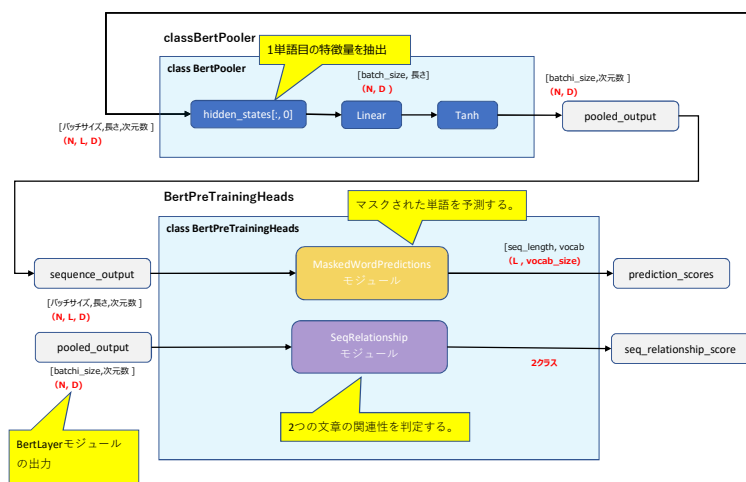 classBertPooler
1単語目の特徴量を抽出
class BertPooler
[batch_size, 長さ]
(N, D )
[batchi_size,次元数 ]
(N, D)
[バッチサイズ,長さ,次元数 ]
(N, L, D)
hidden_states[:, 0]
Linear
Tanh
pooled_output
BertPreTrainingHeads
マスクされた単語を予測する。
class BertPreTrainingHeads
[seq_length, vocab
(L , vocab_size)
sequence_output
MaskedWordPredictions
モジュール
prediction_scores
[バッチサイズ,長さ,次元数 ]
(N, L, D)
pooled_output
SeqRelationship
モジュール
seq_relationship_score
2クラス
[batchi_size,次元数 ]
(N, D)
2つの文章の関連性を判定する。
BertLayerモジュール
の出力